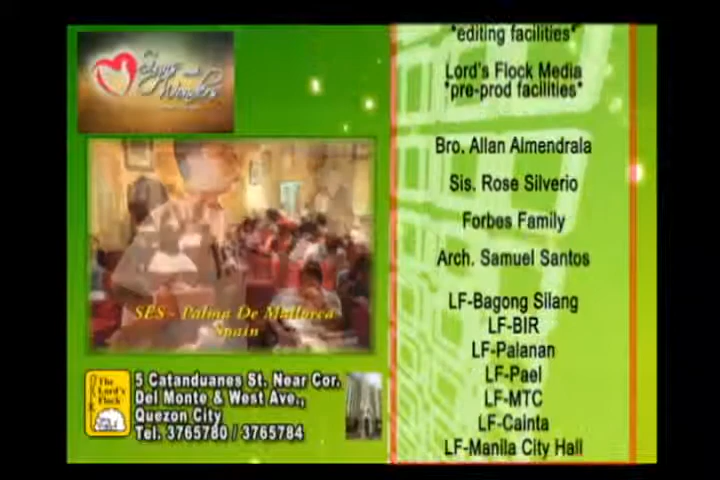 Signs and
Wonders
SES - Palma De Mallorca
Spain
The
Lord's
Flock
5 Catanduanes St. Near Cor.
Del Monte & West Ave.,
Quezon City
Tel. 3765780 / 3765784
*editing facilities*
Lord's Flock Media
*pre-prod facilities*
Bro. Allan Almendrala
Sis. Rose Silverio
Forbes Family
Arch. Samuel Santos
LF-Bagong Silang
LF-BIR
LF-Palanan
LF-Pael
LF-MTC
LF-Cainta
LF-Manila City Hall